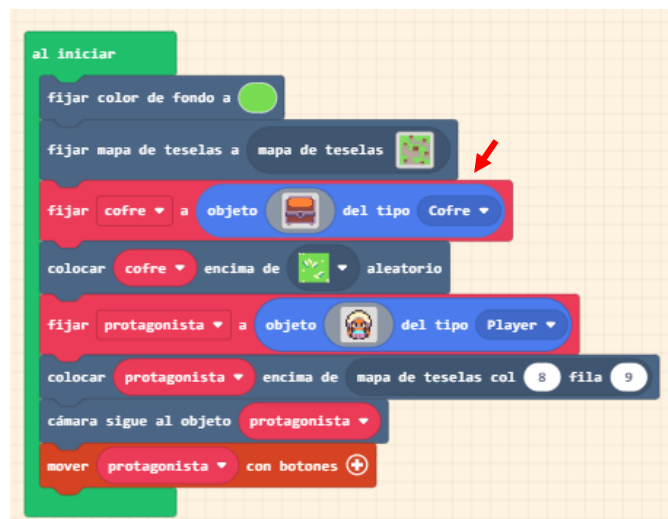 al iniciar
fijar color de fondo a
fijar mapa de teselas a mapa de teselas
fijar cofre a objeto del tipo Cofre
colocar cofre encima de aleatorio
fijar protagonista a objeto del tipo Player
colocar protagonista encima de mapa de teselas col 8 fila 9
cámara sigue al objeto protagonista
mover protagonista con botones